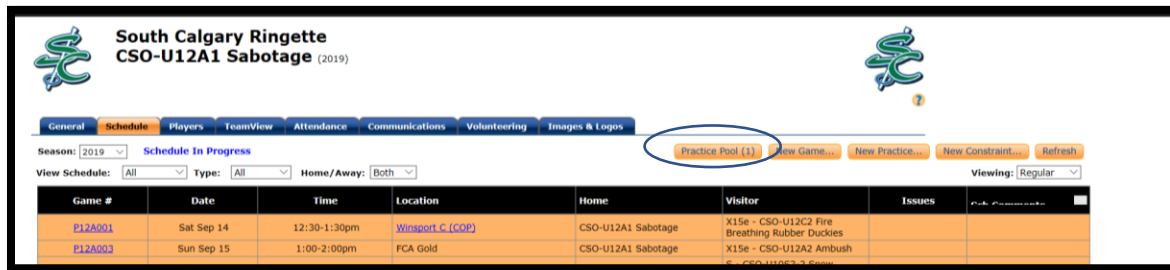 South Calgary Ringette
CSO-U12A1 Sabotage (2019)
SC
SC
?
General Schedule Players TeamView Attendance Communications Volunteering Images & Logos
Season: 2019 Schedule In Progress Practice Pool (1) New Game... New Practice... New Constraint... Refresh
View Schedule: All Type: All Home/Away: Both Viewing: Regular
Game # Date Time Location Home Visitor Issues Comments
P12A001 Sat Sep 14 12:30-1:30pm Winsport C (COP) CSO-U12A1 Sabotage X15e - CSO-U12C2 Fire
Breathing Rubber Duckies
P12A003 Sun Sep 15 1:00-2:00pm FCA Gold CSO-U12A1 Sabotage X15e - CSO-U12A2 Ambush